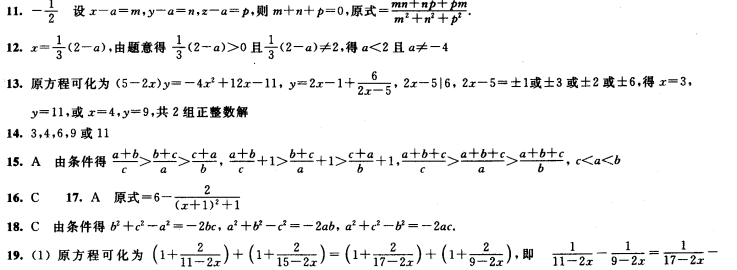 11. $-\frac{1}{2}$ 设 $x-a=m, y-a=n, z-a=p$,则 $m+n+p=0$,原式=$\frac{mn+np+pm}{m^2+n^2+p^2}$.
12. $x=\frac{1}{3}(2-a)$,由题意得 $\frac{1}{3}(2-a)>0$ 且 $\frac{1}{3}(2-a)\neq 2$,得 $a<2$ 且 $a\neq -4$
13. 原方程可化为 $(5-2x)y=-4x^2+12x-11$, $y=2x-1+\frac{6}{2x-5}$, $2x-5|6$, $2x-5=\pm 1$或$\pm 3$或$\pm 2$或$\pm 6$,得 $x=3$,
$y=11$,或 $x=4, y=9$,共 2 组正整数解
14. 3,4,6,9 或 11
15. A 由条件得 $\frac{a+b}{c}>\frac{b+c}{a}>\frac{c+a}{b}$, $\frac{a+b}{c}+1>\frac{b+c}{a}+1>\frac{c+a}{b}+1$, $\frac{a+b+c}{c}>\frac{a+b+c}{a}>\frac{a+b+c}{b}$, $c<a<b$
16. C 17. A 原式=$6-\frac{2}{(x+1)^2+1}$
18. C 由条件得 $b^2+c^2-a^2=-2bc$, $a^2+b^2-c^2=-2ab$, $a^2+c^2-b^2=-2ac$.
19. (1) 原方程可化为 $\left(1+\frac{2}{11-2x}\right)+\left(1+\frac{2}{15-2x}\right)=\left(1+\frac{2}{17-2x}\right)+\left(1+\frac{2}{9-2x}\right)$,即 $\frac{1}{11-2x}-\frac{1}{9-2x}=\frac{1}{17-2x}-$